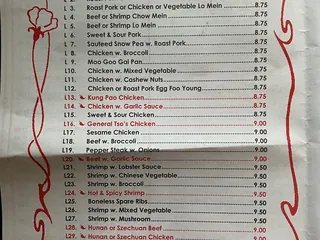 L 3. Roast Pork or Chicken or Vegetable Lo Mein 8.75
L 4. Beef or Shrimp Chow Mein 8.75
L 5. Beef or Shrimp Lo Mein 8.75
L 6. Sweet & Sour Pork 8.75
L 7. Sauteed Snow Pea w. Roast Pork 8.75
L 8. Chicken w. Broccoli 8.75
L 9. Moo Goo Gai Pan 8.75
L10. Chicken w. Mixed Vegetable 8.75
L11. Chicken w. Cashew Nuts 8.75
L12. Chicken or Roast Pork Egg Foo Young 8.75
L13. Kung Pao Chicken 8.75
L14. Chicken w. Garlic Sauce 8.75
L15. Sweet & Sour Chicken 8.75
L16. General Tso's Chicken 9.00
L17. Sesame Chicken 9.00
L18. Beef w. Broccoli 9.00
L19. Pepper Steak w. Onions 9.00
L20. Beef w. Garlic Sauce 9.00
L21. Shrimp w. Lobster Sauce 9.50
L22. Shrimp w. Chinese Vegetable 9.50
L23. Shrimp w. Broccoli 9.50
L24. Hot & Spicy Shrimp 9.50
L25. Boneless Spare Ribs 9.50
L26. Shrimp w. Mixed Vegetable 9.50
L27. Shrimp w. Mushroom 9.50
L28. Hunan or Szechuan Beef 9.00
L29. Hunan or Szechuan Chicken 9.00